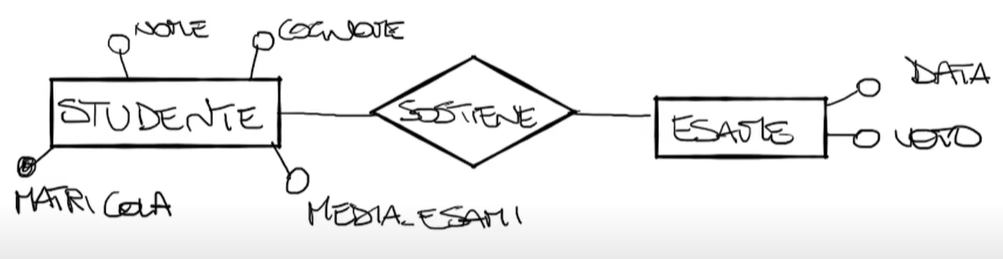 NOME
COGNOME
STUDENTE
SOSTIENE
ESAME
DATA
VOTO
MATRICOLA
MEDIA_ESAMI